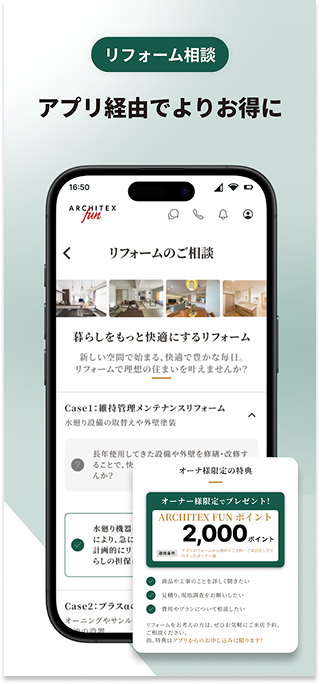 リフォーム相談
アプリ経由でよりお得に
16:50
ARCHITEX
fun
リフォームのご相談
暮らしをもっと快適にするリフォーム
新しい空間で始まる、快適で豊かな毎日。
リフォームで理想の住まいを叶えませんか？
Case1：維持管理メンテナンスリフォーム
水廻り設備の取替えや外壁塗装
長年使用してきた設備や外壁を修繕・改修す
ることで、快
んか？
水廻り機器
により、急に
計画的にリ
らしの担保
Case2：プラスα
オーニングやサンル
の設置
オーナ様限定の特典
オーナー様限定でプレゼント！
ARCHITEX FUN ポイント
2,000ポイント
適用条件
商品や工事のことを詳しく聞きたい
見積り、現地調査をお願いしたい
費用やプランについて相談したい
リフォームをお考えの方は、ぜひお気軽にご来店予約、
ご相談ください。
尚、特典はアプリからのお申し込みに限ります！